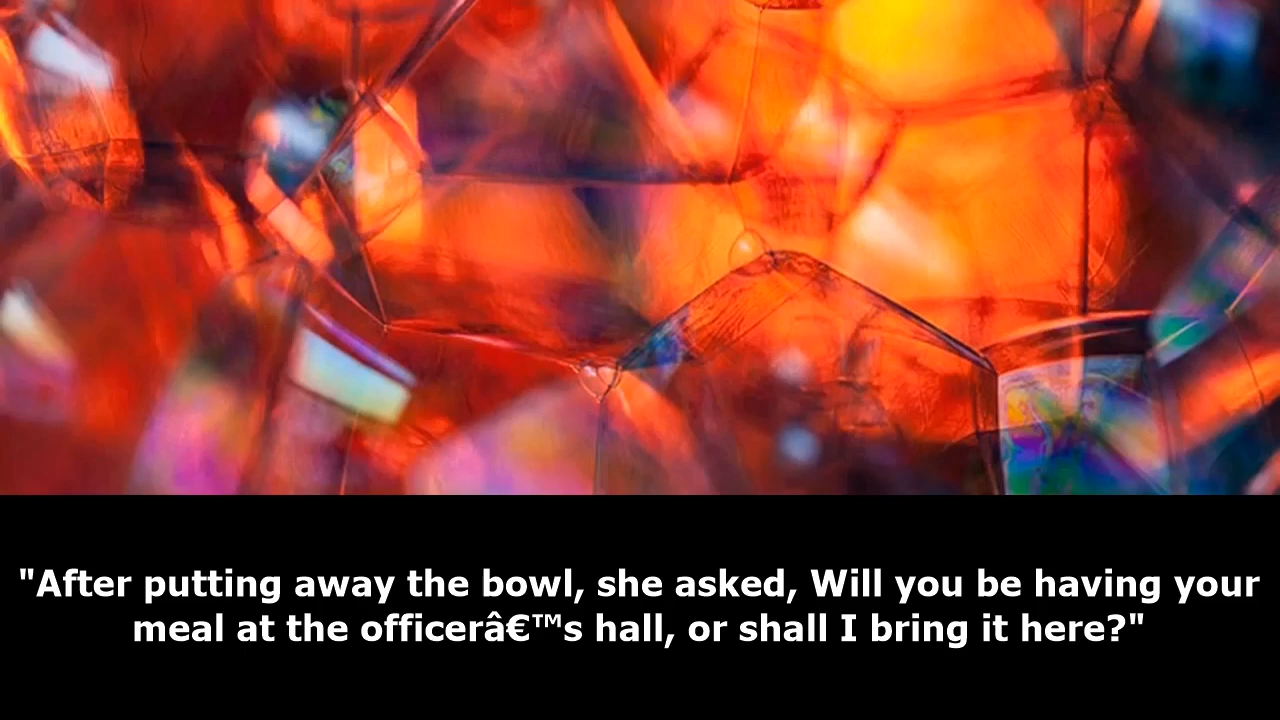 "After putting away the bowl, she asked, Will you be having your
meal at the officerâ€™s hall, or shall I bring it here?"